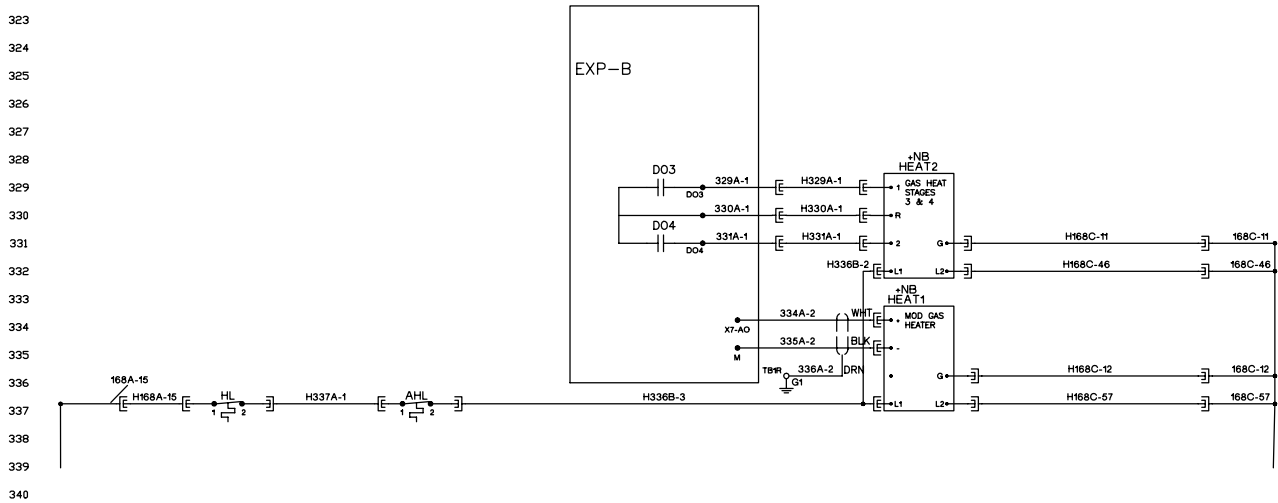 323
324
325
EXP-B
326
327
328
+NB
HEAT2
DO3
329 DO3 329A-1 H329A-1 1 GAS HEAT
STAGES
3 & 4
330 330A-1 H330A-1 R
DO4
331 DO4 331A-1 H331A-1 2 G H168C-11 168C-11
332 H336B-2 L1 L2 H168C-46 168C-46
333
+NB
HEAT1
334 X7-AO 334A-2 WHT + MOD GAS
HEATER
335 M 335A-2 BLK -
336 TB1R 336A-2 DRN G H168C-12 168C-12
G1
168A-15
337 H168A-15 HL 1 2 H337A-1 AHL 1 2 H336B-3 L1 L2 H168C-57 168C-57
338
339
340